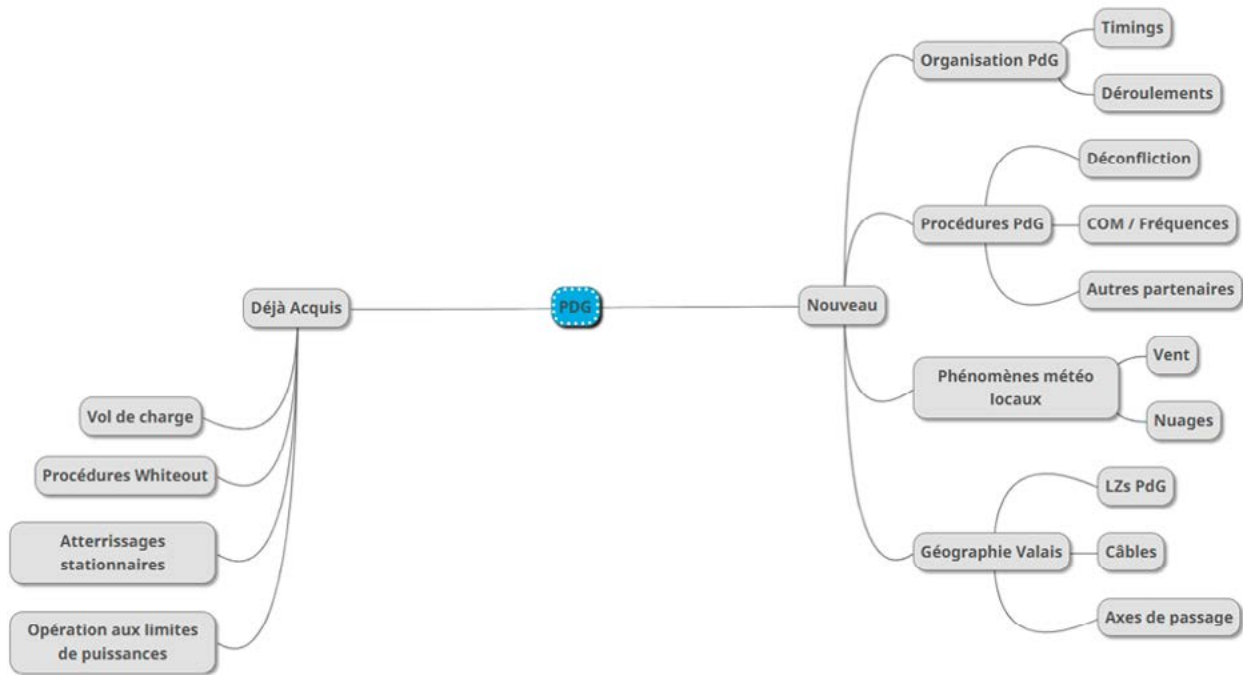 PDG
Déjà Acquis
Vol de charge
Procédures Whiteout
Atterrissages
stationnaires
Opération aux limites
de puissances
Nouveau
Organisation PdG
Timings
Déroulements
Procédures PdG
Déconfliction
COM / Fréquences
Autres partenaires
Phénomènes météo
locaux
Vent
Nuages
Géographie Valais
LZs PdG
Câbles
Axes de passage